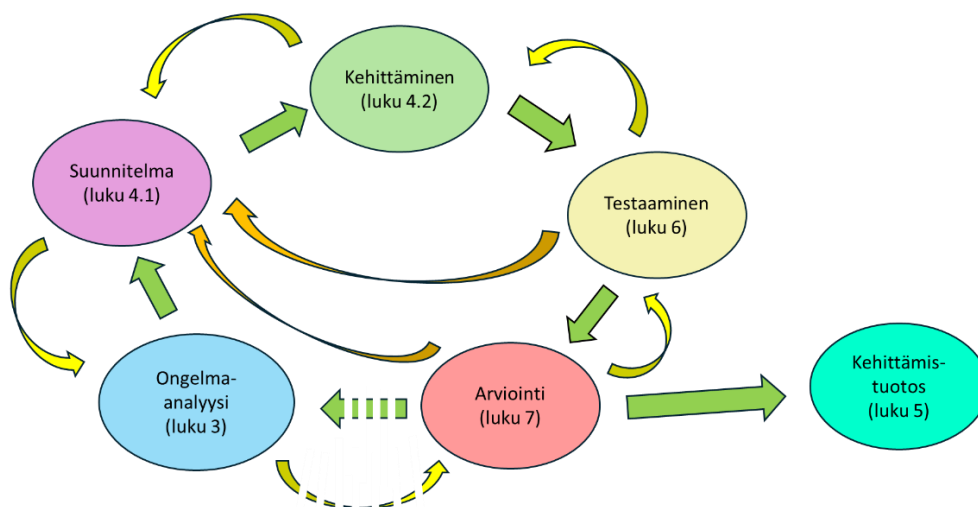 Kehittäminen
(luku 4.2)
Suunnitelma
(luku 4.1)
Testaaminen
(luku 6)
Ongelma-
analyysi
(luku 3)
Arviointi
(luku 7)
Kehittämis-
tuotos
(luku 5)